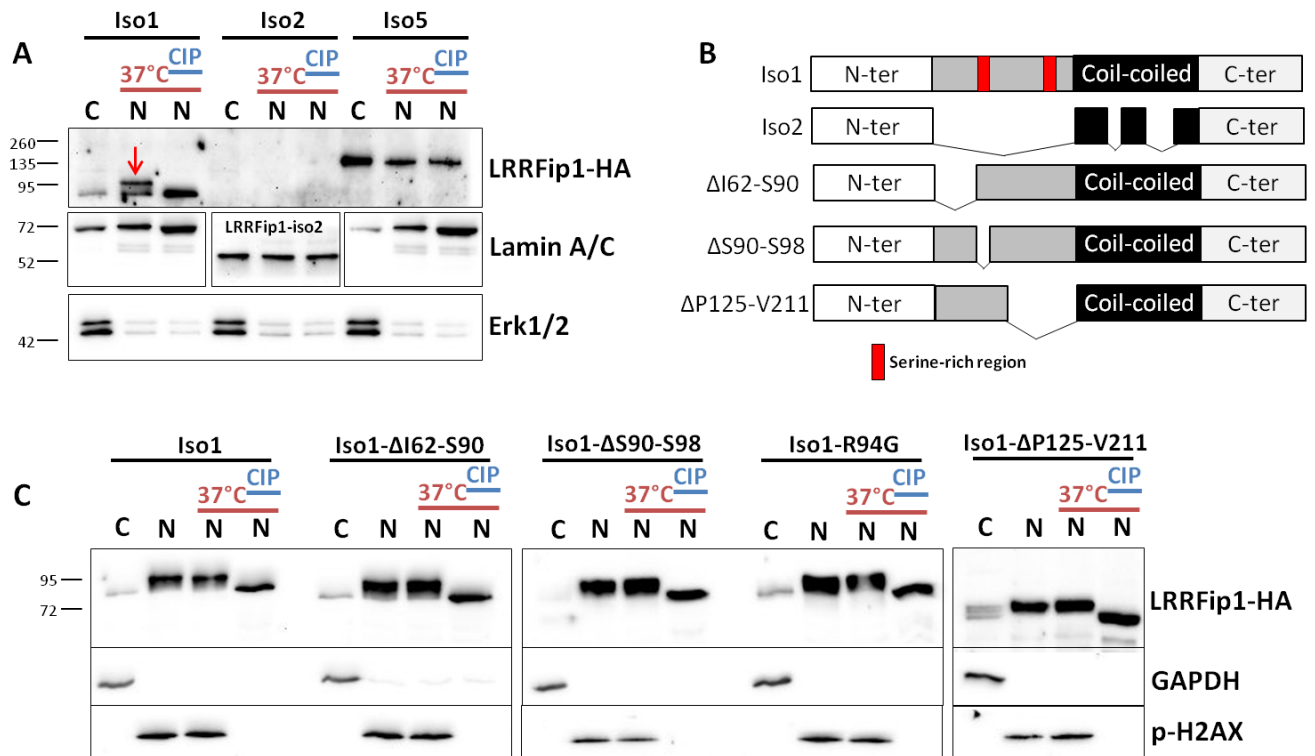 A
Iso1 Iso2 Iso5
CIP CIP CIP
37°C 37°C 37°C
C N N C N N C N N
260
135
95
LRRFip1-HA
72
52
LRRFip1-iso2
Lamin A/C
42
Erk1/2
B
Iso1 N-ter Coil-coiled C-ter
Iso2 N-ter C-ter
ΔI62-S90 N-ter Coil-coiled C-ter
ΔS90-S98 N-ter Coil-coiled C-ter
ΔP125-V211 N-ter Coil-coiled C-ter
Serine-rich region
C
Iso1 Iso1-ΔI62-S90 Iso1-ΔS90-S98 Iso1-R94G Iso1-ΔP125-V211
CIP CIP CIP CIP CIP
37°C 37°C 37°C 37°C 37°C
C N N N C N N N C N N N C N N N C N N N
95
72
LRRFip1-HA
GAPDH
p-H2AX